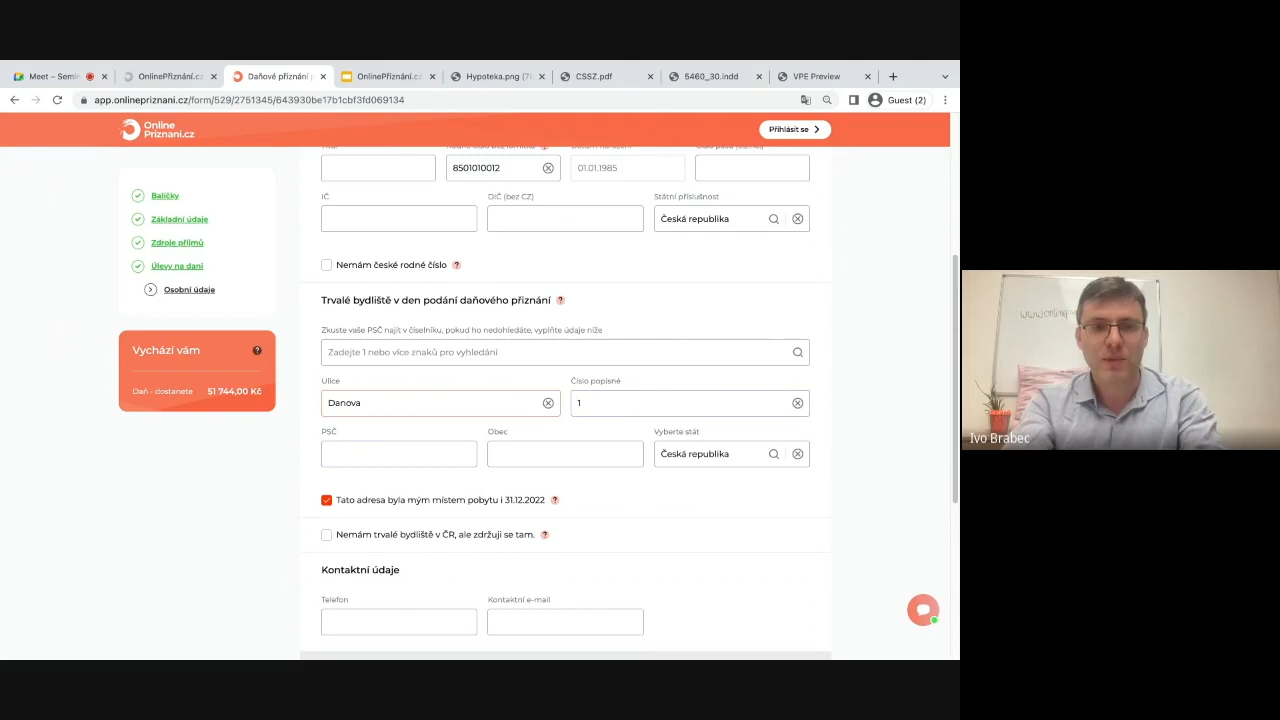 Meet – Semin
OnlinePřiznání.cz
Daňové přiznání p
OnlinePřiznání.c
Hypoteka.png (7
CSSZ.pdf
5460_30.indd
VPE Preview
app.onlinepriznani.cz/form/529/2751345/643930be17b1cbf3fd069134
Guest (2)
Online
Priznani.cz
Přihlásit se
8501010012
01.01.1985
IČ
DIČ (bez CZ)
Státní příslušnost
Česká republika
Nemám české rodné číslo
Balíčky
Základní údaje
Zdroje příjmů
Úlevy na dani
Osobní údaje
Vychází vám
Daň - dostanete
51 744,00 Kč
Trvalé bydliště v den podání daňového přiznání
Zkuste vaše PSČ najít v číselníku, pokud ho nedohledáte, vyplňte údaje níže
Zadejte 1 nebo více znaků pro vyhledání
Ulice
Číslo popisné
Danova
1
PSČ
Obec
Vyberte stát
Česká republika
Tato adresa byla mým místem pobytu i 31.12.2022
Nemám trvalé bydliště v ČR, ale zdržuji se tam.
Kontaktní údaje
Telefon
Kontaktní e-mail
Ivo Brabec